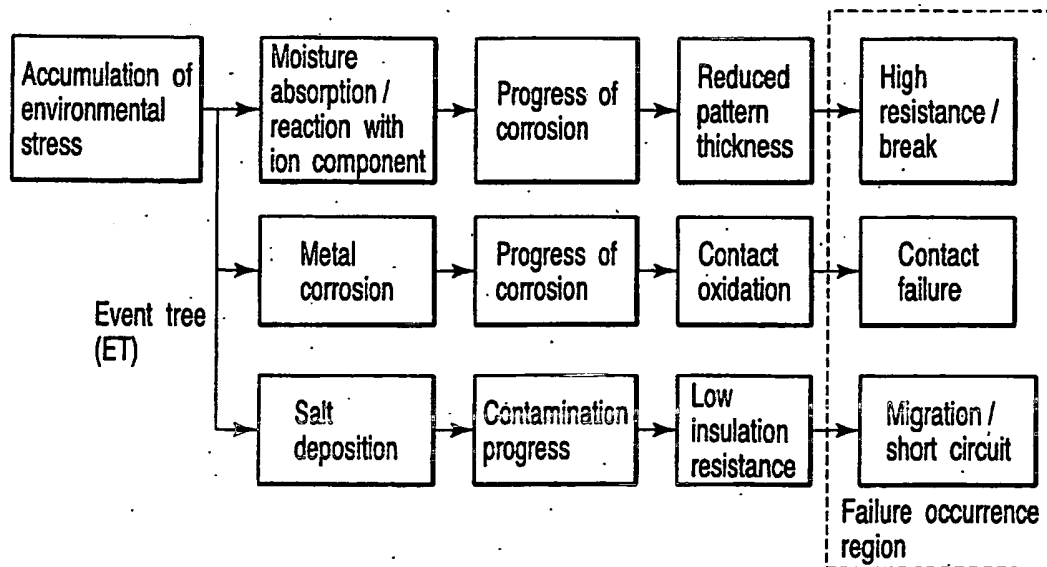 Accumulation of
environmental
stress
Moisture
absorption /
reaction with
ion component
Progress of
corrosion
Reduced
pattern
thickness
High
resistance /
break
Metal
corrosion
Progress of
corrosion
Contact
oxidation
Contact
failure
Event tree
(ET)
Salt
deposition
Contamination
progress
Low
insulation
resistance
Migration /
short circuit
Failure occurrence
region